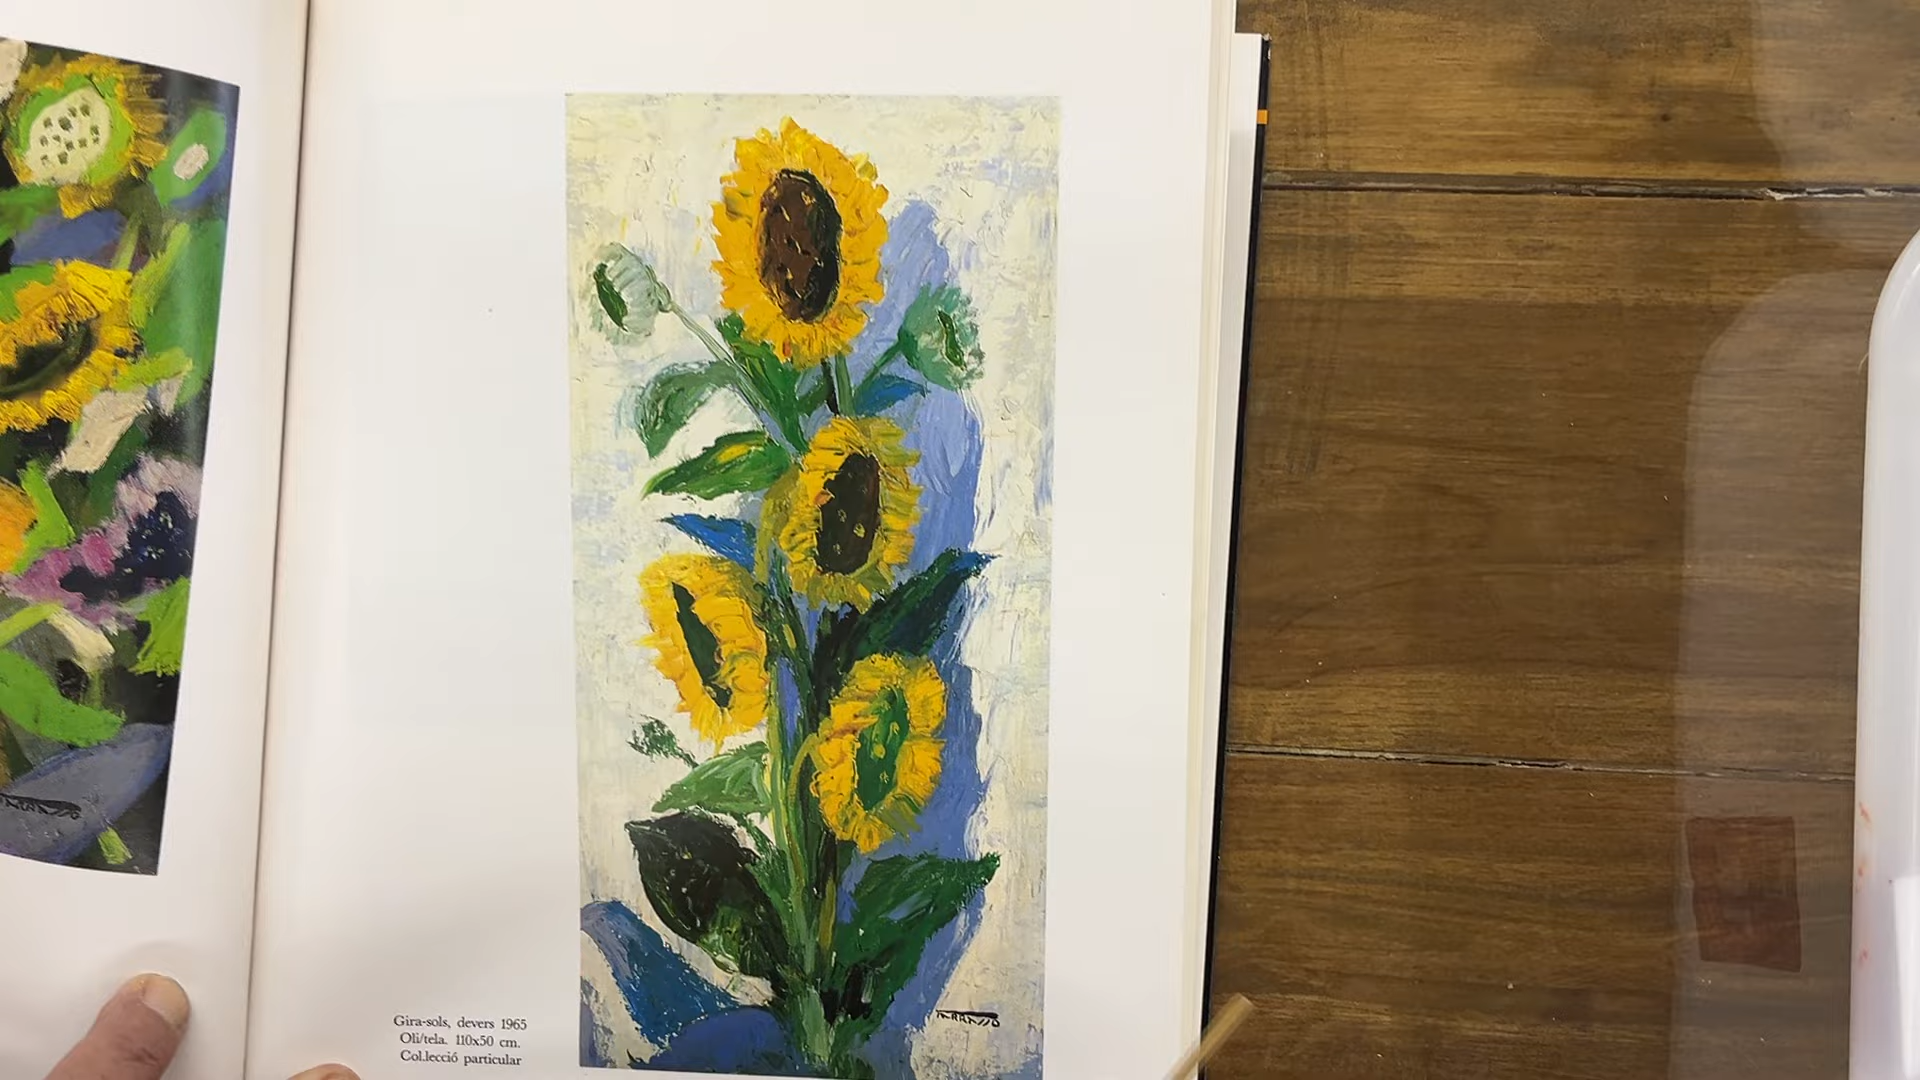 Gira-sols, devers 1965
Oli/tela. 110x50 cm.
Col.lecció particular